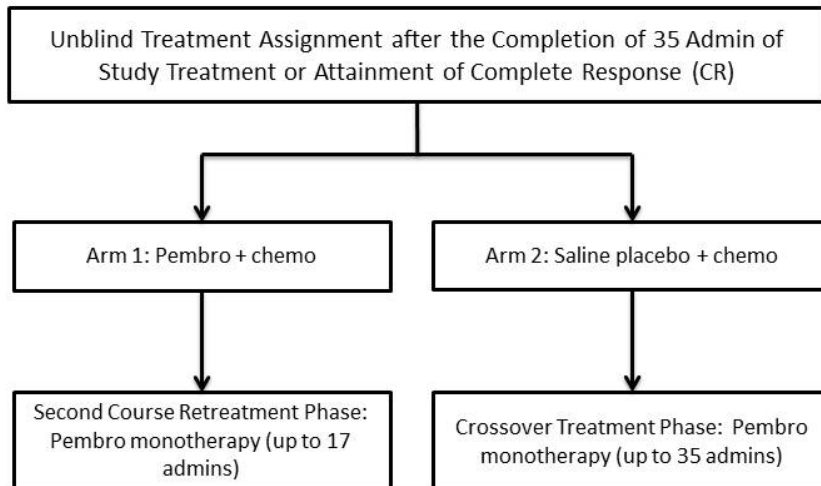 Unblind Treatment Assignment after the Completion of 35 Admin of
Study Treatment or Attainment of Complete Response (CR)
Arm 1: Pembro + chemo
Arm 2: Saline placebo + chemo
Second Course Retreatment Phase:
Pembro monotherapy (up to 17
admins)
Crossover Treatment Phase: Pembro
monotherapy (up to 35 admins)